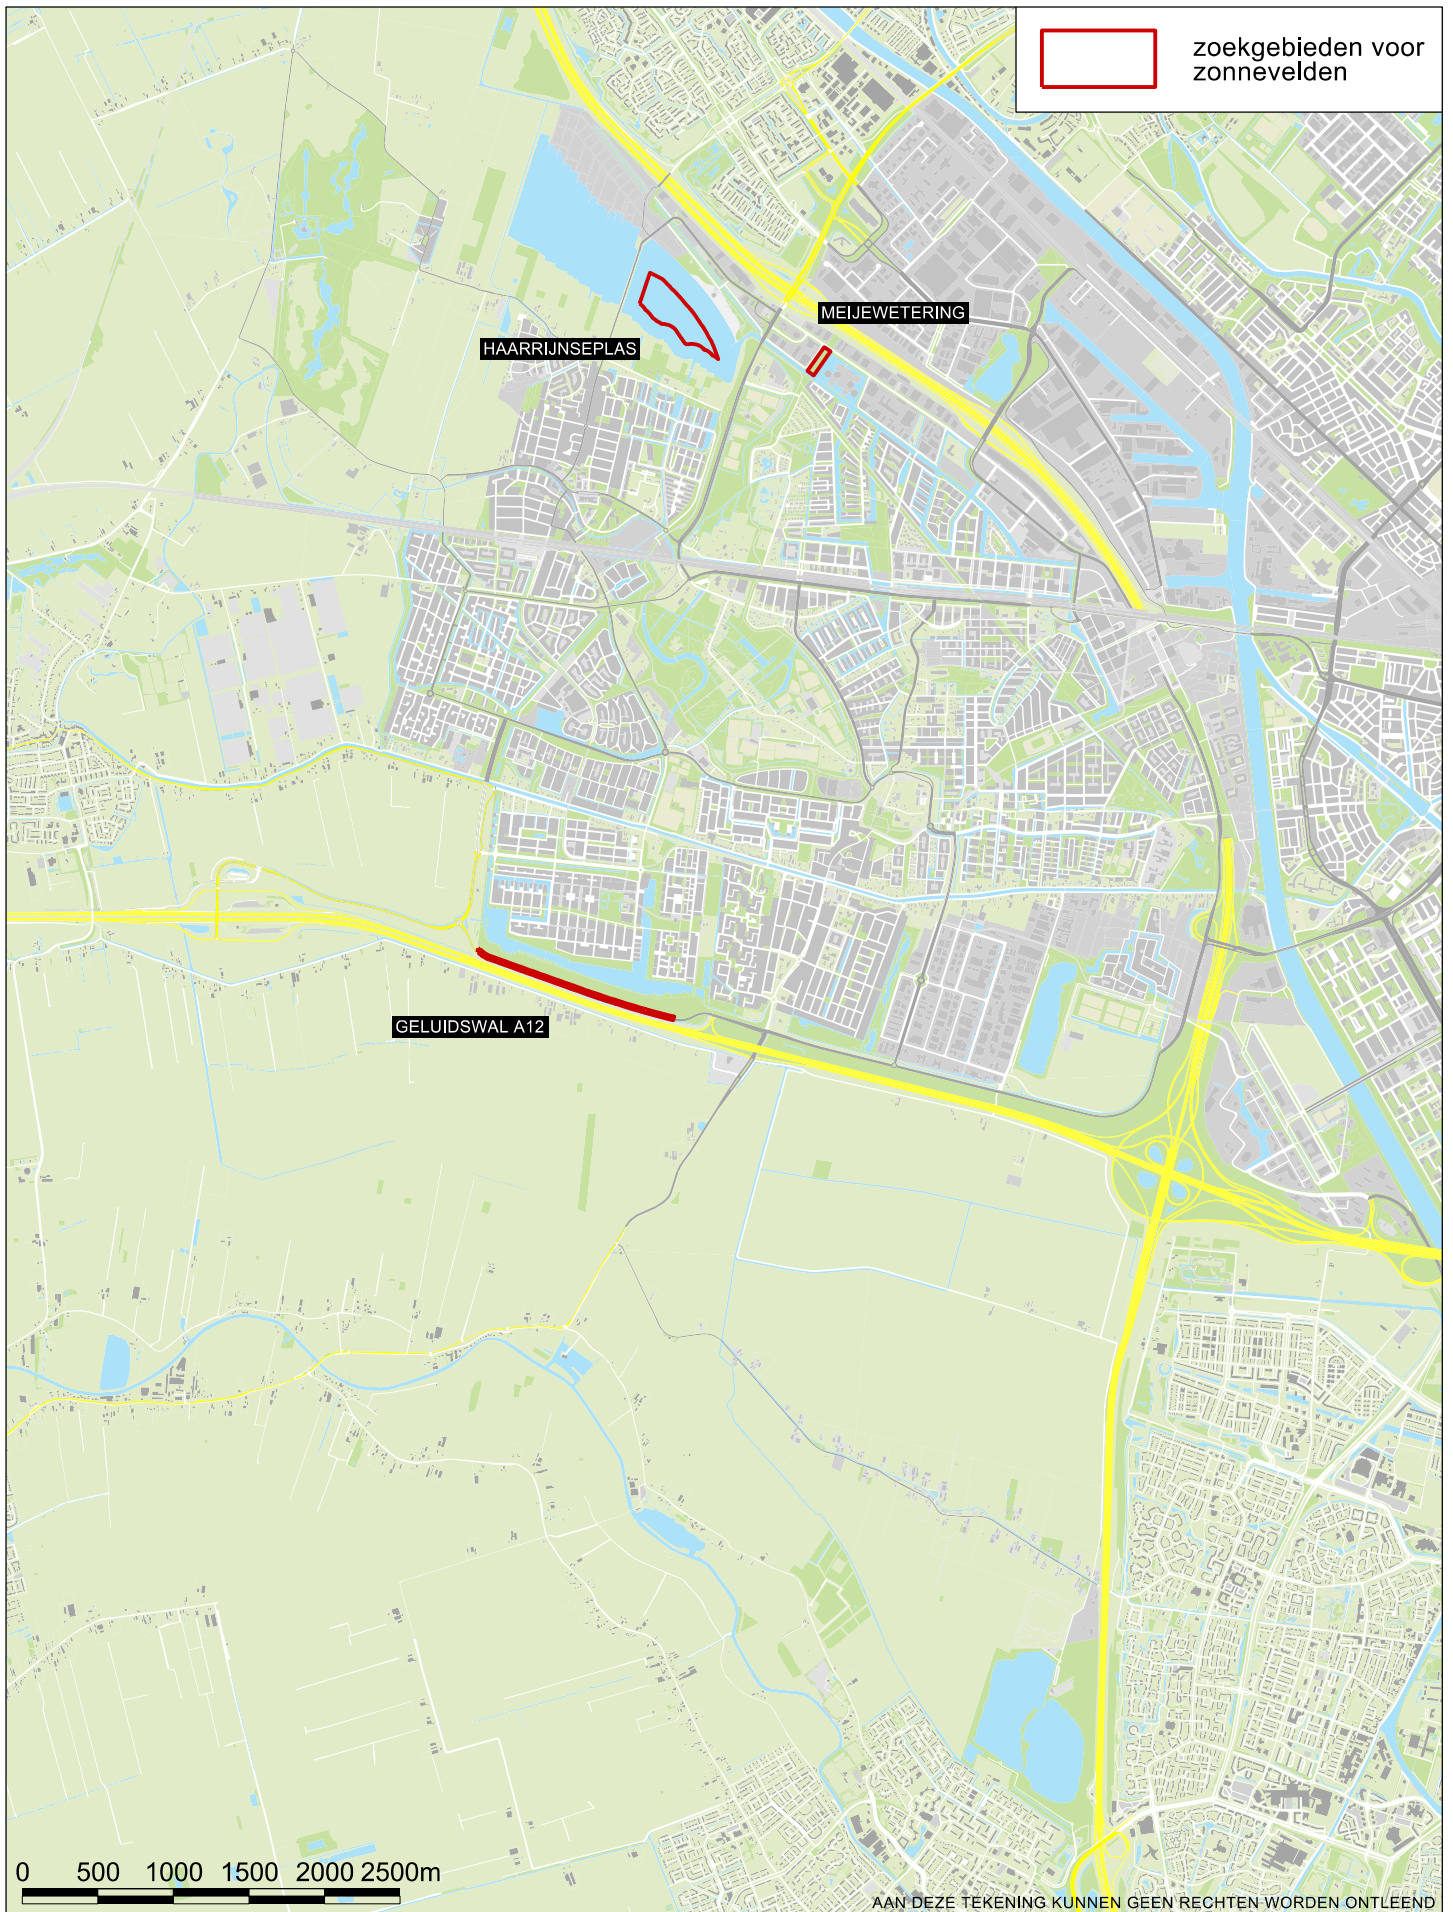 zoekgebieden voor
zonnevelden
MEIJEWETERING
HAARRIJNSEPLAS
GELUIDSWAL A12
0 500 1000 1500 2000 2500m
AAN DEZE TEKENING KUNNEN GEEN RECHTEN WORDEN ONTLEEND